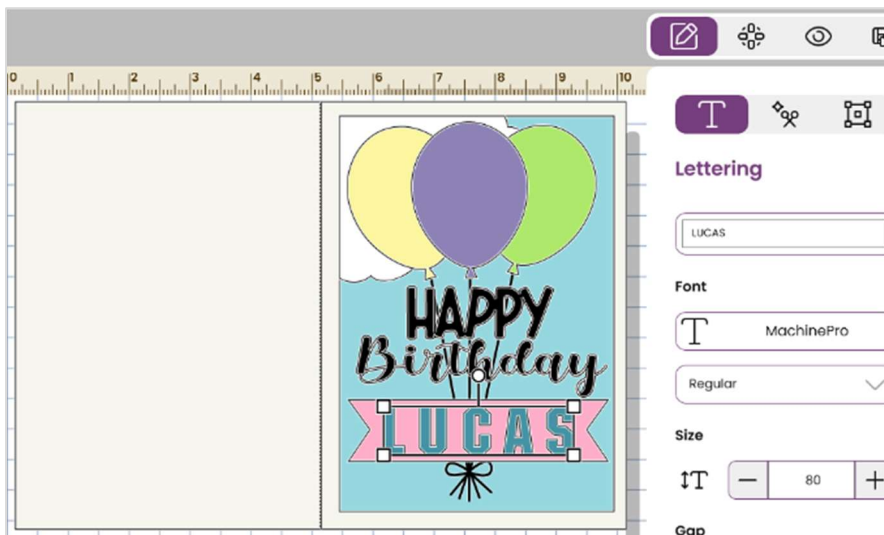 0 1 2 3 4 5 6 7 8 9 10
HAPPY
Birthday
LUCAS
Lettering
LUCAS
Font
T MachinePro
Regular
Size
80
Gap